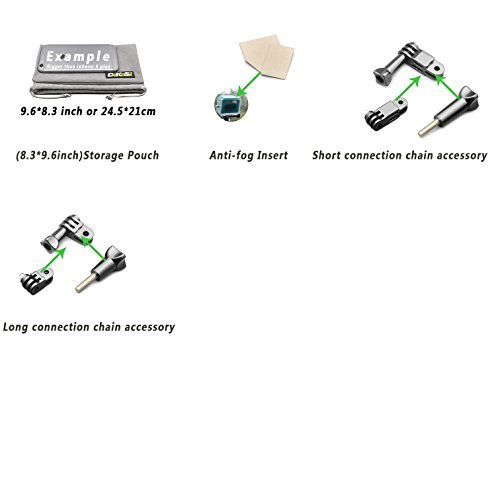 Example
Bigger than iphone 6 plus
9.6*8.3 inch or 24.5*21cm
(8.3*9.6inch)Storage Pouch
Anti-fog Insert
Short connection chain accessory
Long connection chain accessory